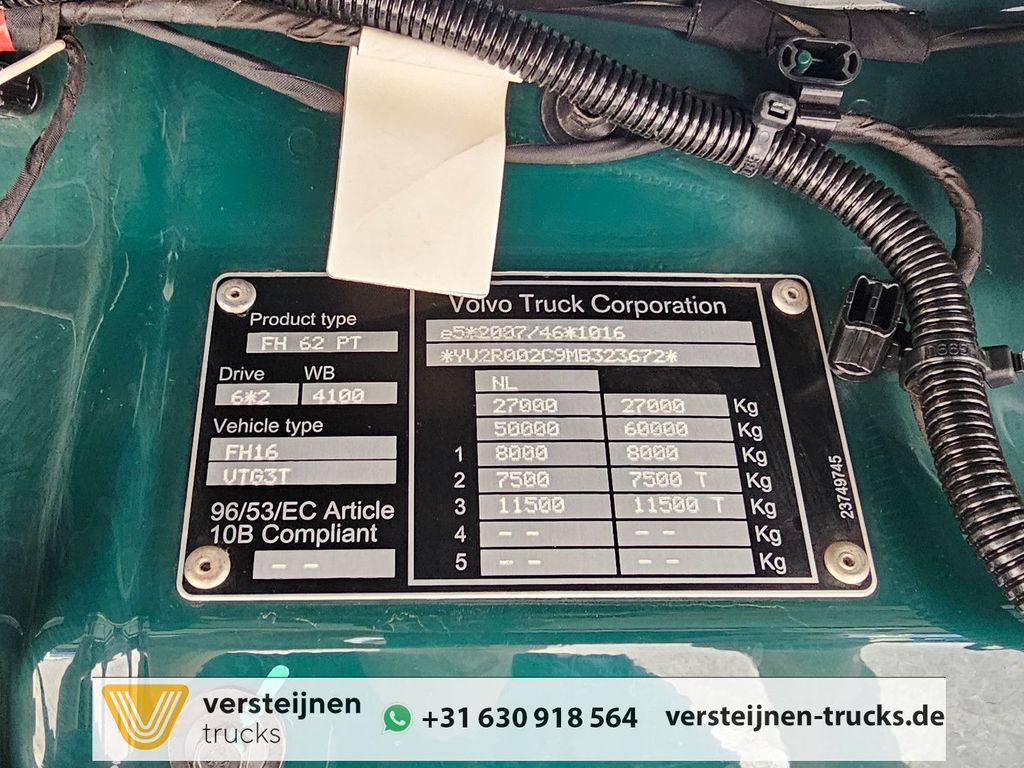 Volvo Truck Corporation
Product type
FH 62 PT
Drive WB
6*2 4100
Vehicle type
FH16
VTG3T
96/53/EC Article
10B Compliant
- -
e5*2007/46*1016
*YV2R002C9MB323672*
NL
27000 27000 Kg
50000 60000 Kg
1 8000 8000 Kg
2 7500 7500 T Kg
3 11500 11500 T Kg
4 - - - - Kg
5 - - - - Kg
23749745
versteijnen
trucks
+31 630 918 564
versteijnen-trucks.de